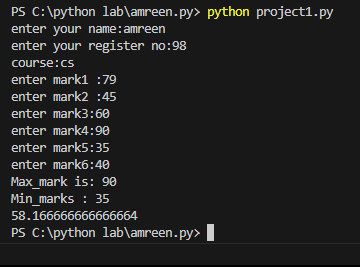 PS C:\python lab\amreen.py> python project1.py
enter your name:amreen
enter your register no:98
course:cs
enter mark1 :79
enter mark2 :45
enter mark3:60
enter mark4:90
enter mark5:35
enter mark6:40
Max_mark is: 90
Min_marks : 35
58.166666666666664
PS C:\python lab\amreen.py>